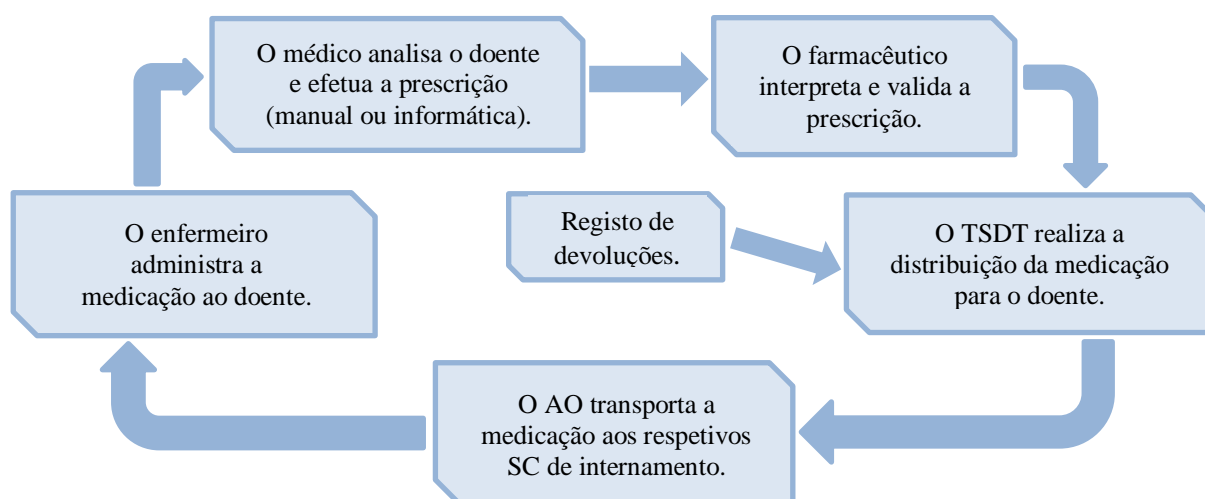 O médico analisa o doente
e efetua a prescrição
(manual ou informática).
O farmacêutico
interpreta e valida a
prescrição.
O TSDT realiza a
distribuição da medicação
para o doente.
Registo de
devoluções.
O AO transporta a
medicação aos respetivos
SC de internamento.
O enfermeiro
administra a
medicação ao doente.